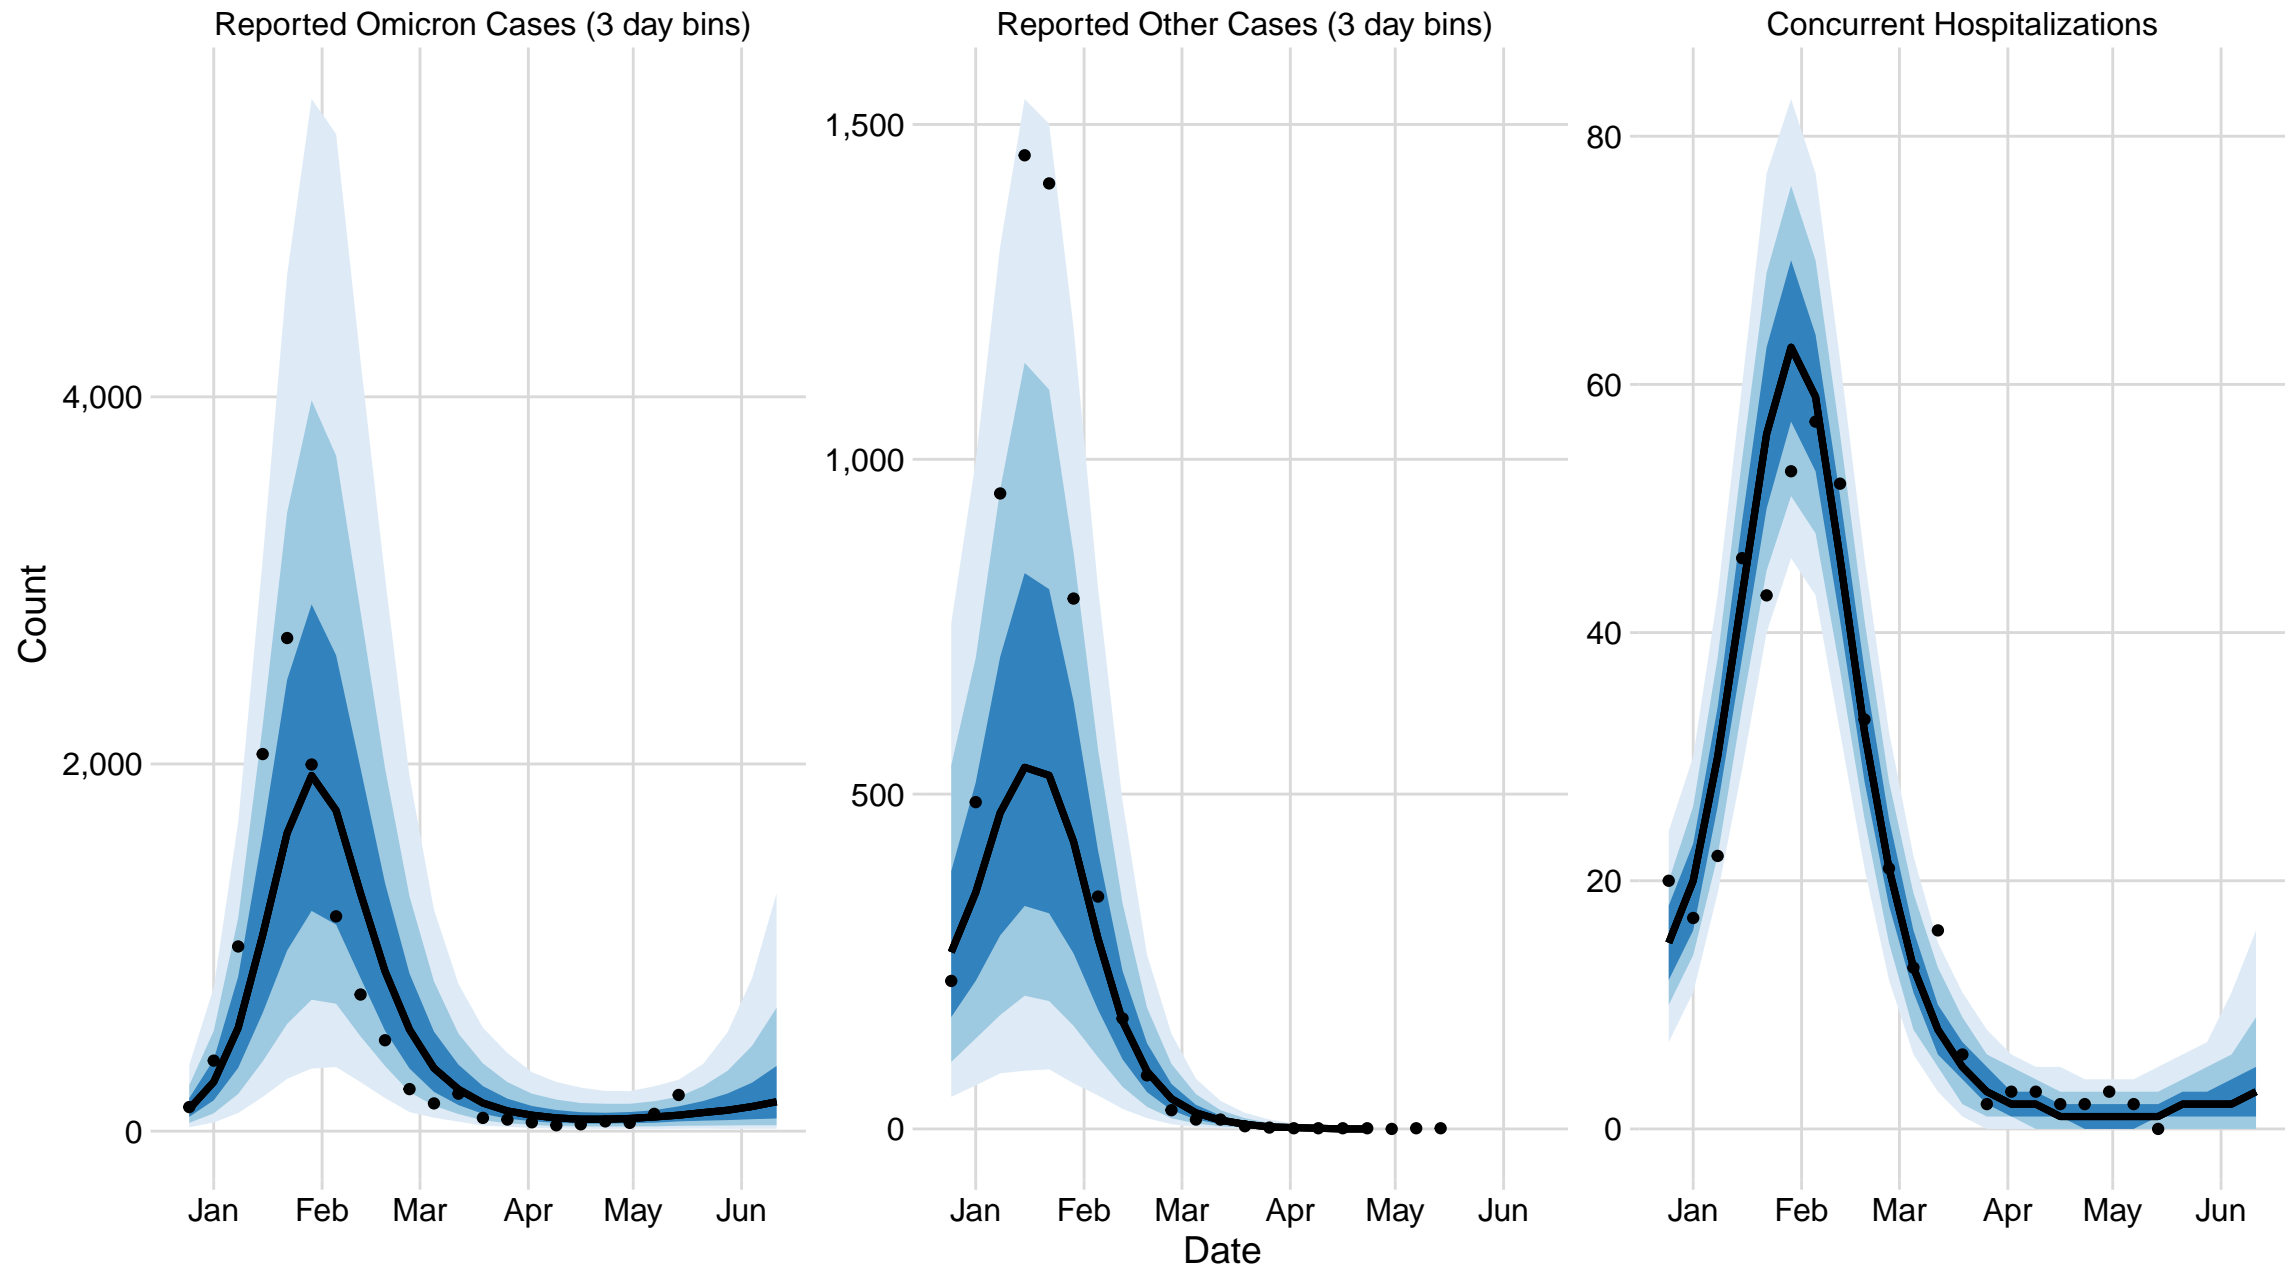 Reported Omicron Cases (3 day bins)
Reported Other Cases (3 day bins)
Concurrent Hospitalizations
Count
4,000
2,000
0
1,500
1,000
500
0
80
60
40
20
0
Jan Feb Mar Apr May Jun
Jan Feb Mar Apr May Jun
Jan Feb Mar Apr May Jun
Date